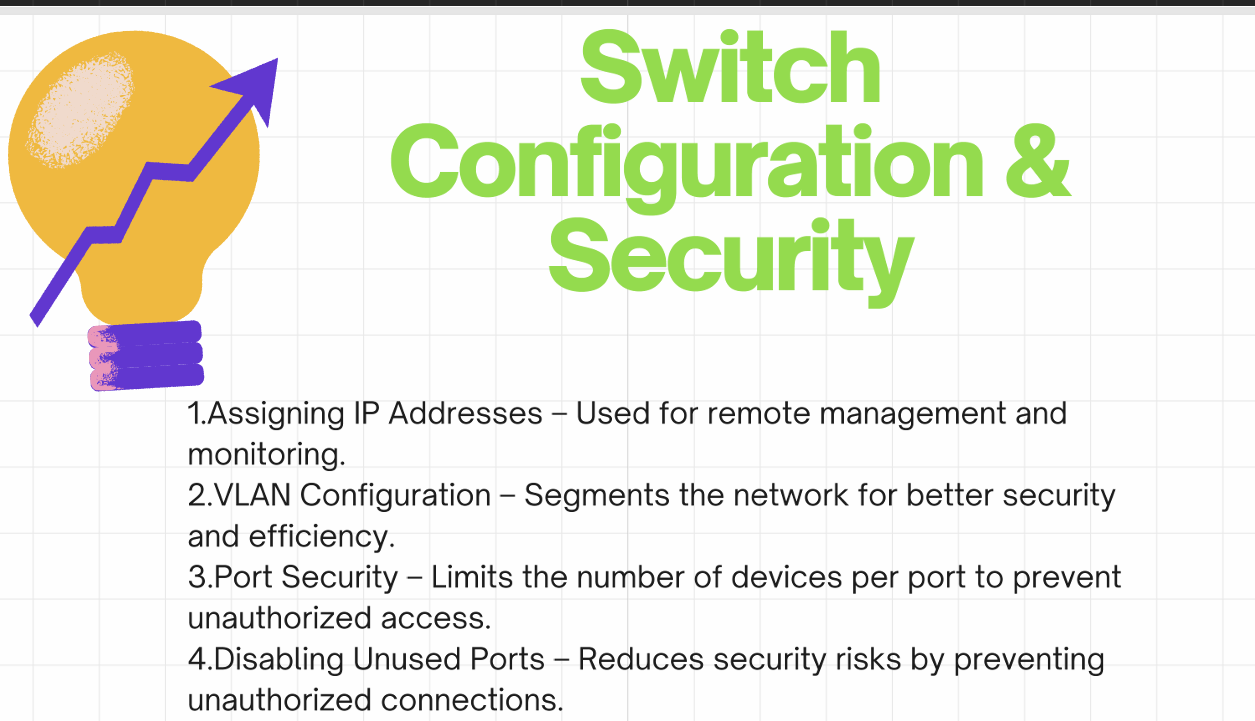 Switch
Configuration &
Security
1.Assigning IP Addresses – Used for remote management and
monitoring.
2.VLAN Configuration – Segments the network for better security
and efficiency.
3.Port Security – Limits the number of devices per port to prevent
unauthorized access.
4.Disabling Unused Ports – Reduces security risks by preventing
unauthorized connections.